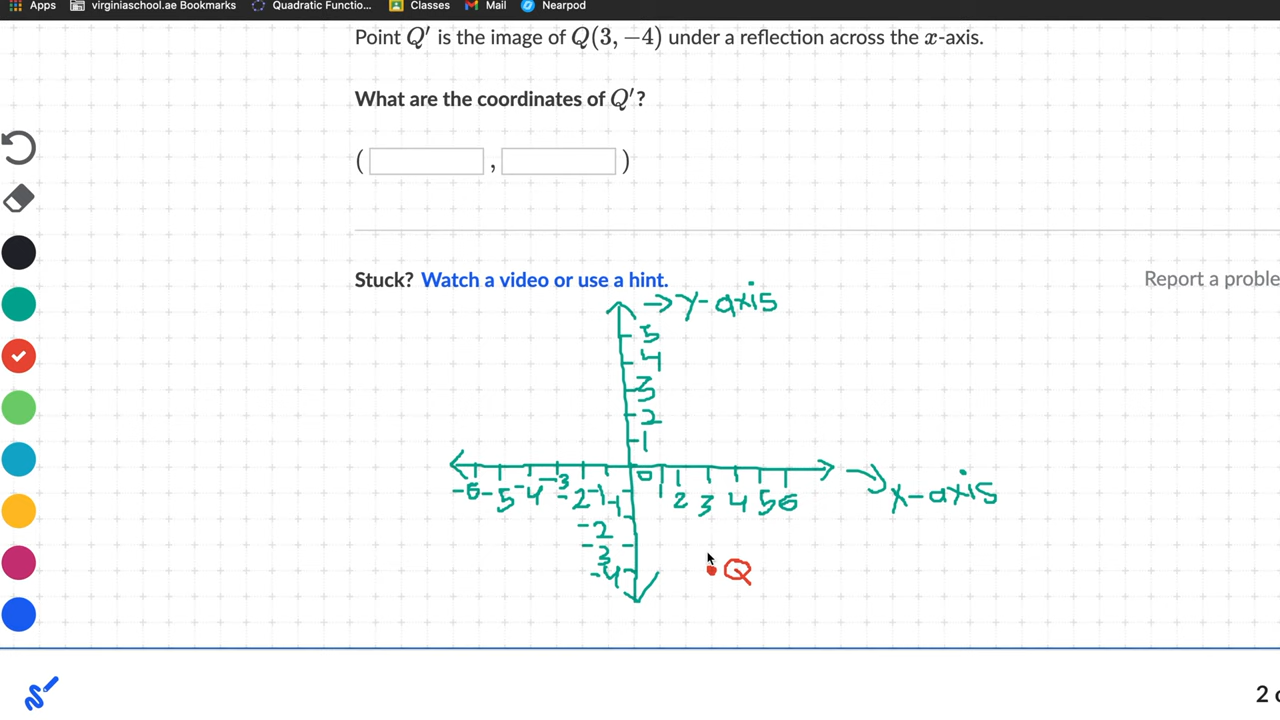 Apps virginiaschool.ae Bookmarks Quadratic Functio... Classes Mail Nearpod
Point Q′ is the image of Q(3, −4) under a reflection across the x-axis.
What are the coordinates of Q′?
( , )
Stuck? Watch a video or use a hint.
Report a proble
y-axis
5
4
3
2
1
-6 -5 -4 -3 -2 -1 0 1 2 3 4 5 6
x-axis
-1
-2
-3
-4
Q
2